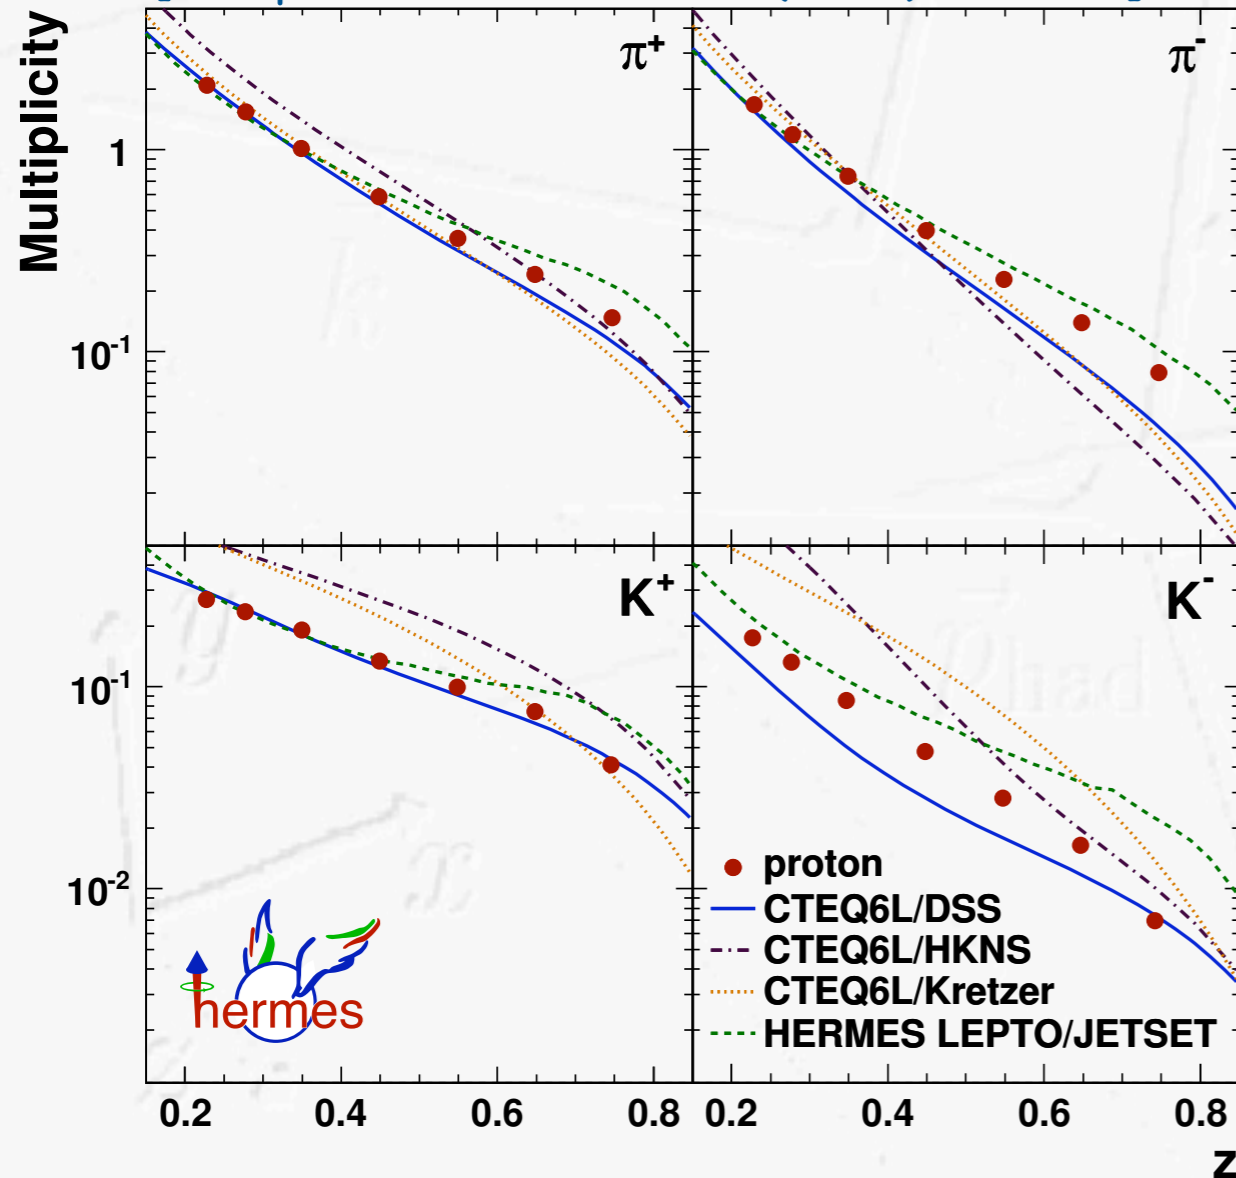 Multiplicity
π+
π-
1
10-1
K+
K-
10-1
10-2
proton
CTEQ6L/DSS
CTEQ6L/HKNS
CTEQ6L/Kretzer
HERMES LEPTO/JETSET
hermes
0.2 0.4 0.6 0.8 0.2 0.4 0.6 0.8
z